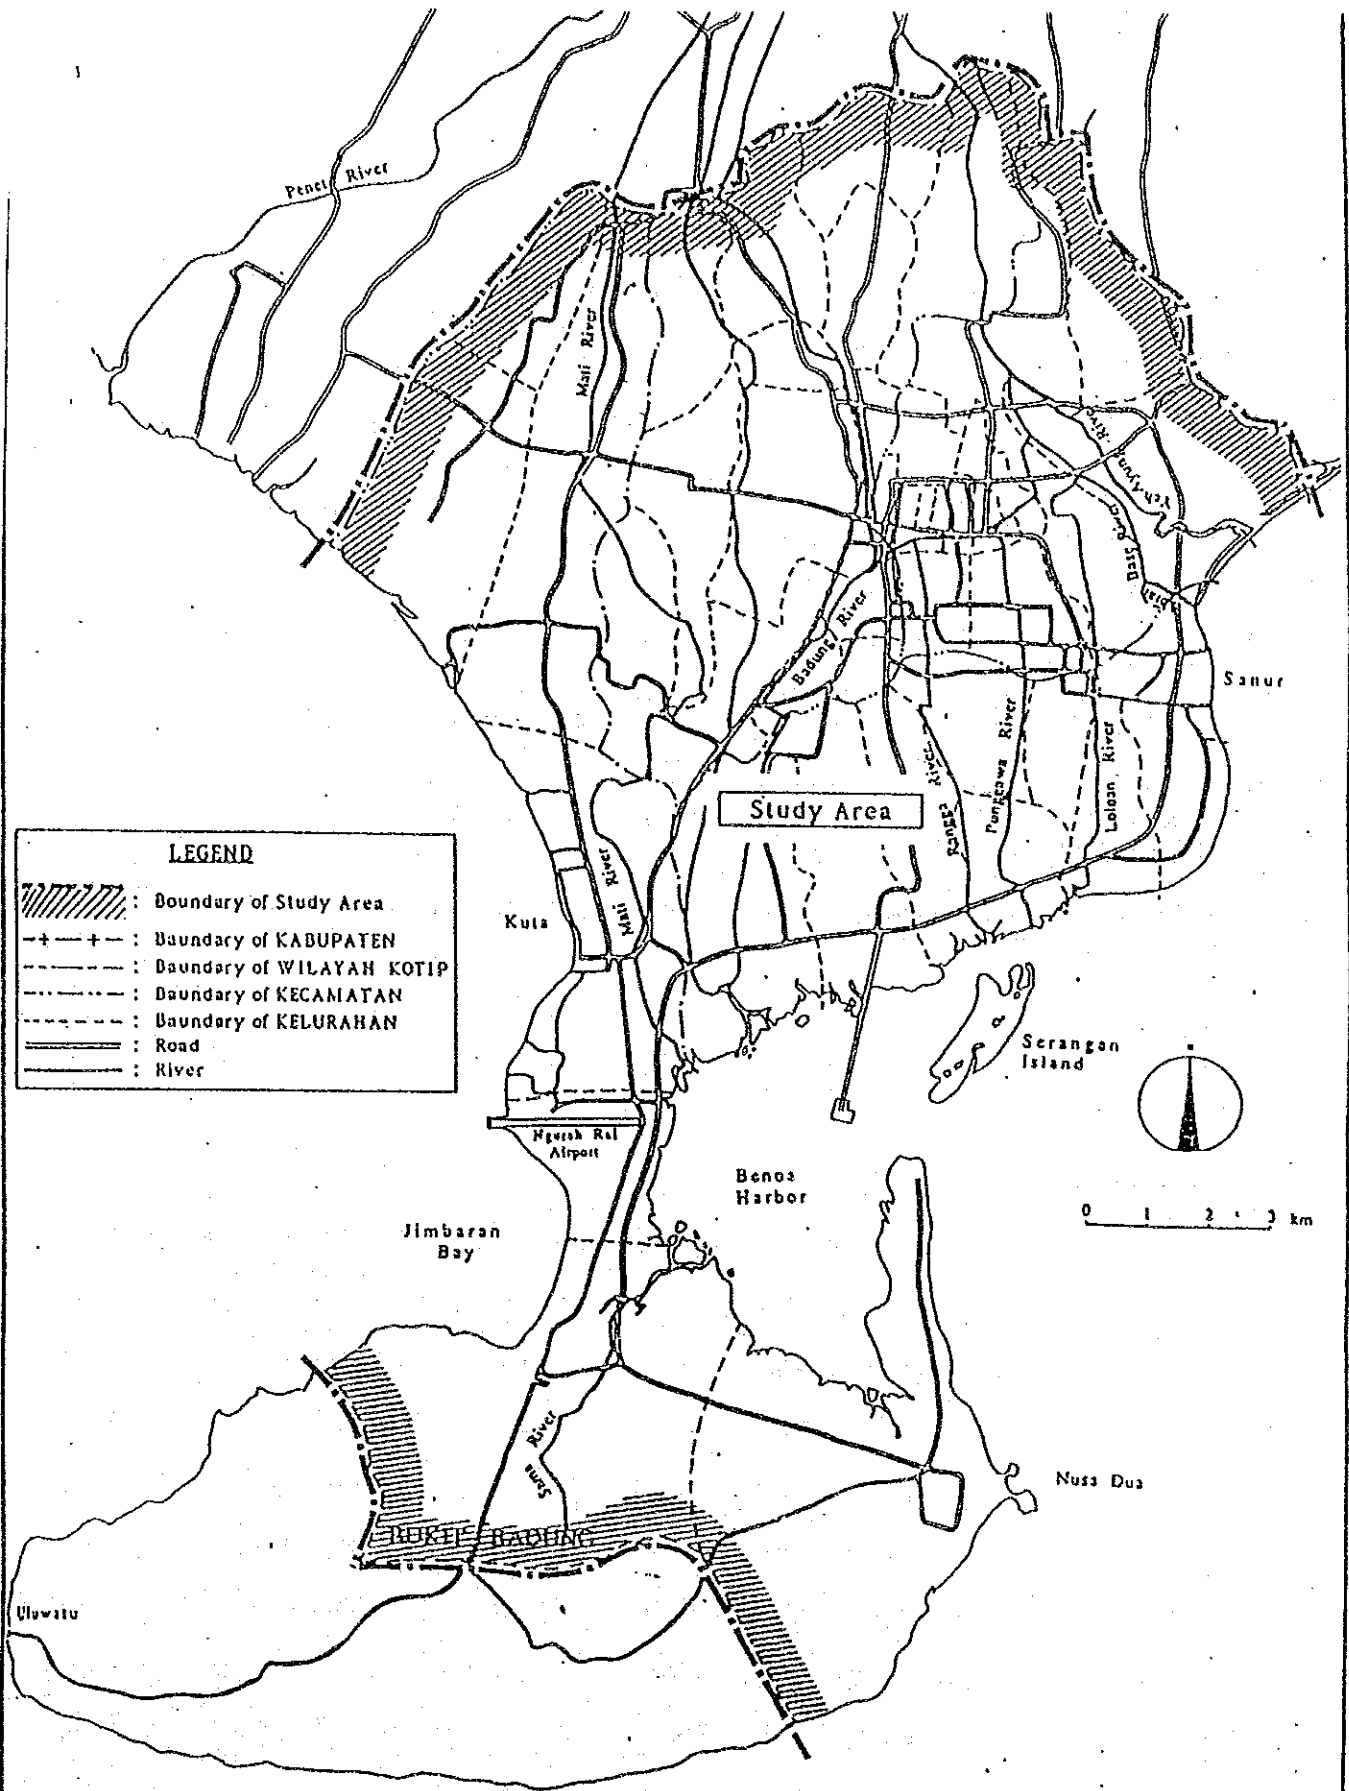 Penet River
Mati River
Yeh Ayung River
Badung River
Sanur
Study Area
Rangga River
Punggawa River
Loloan River
LEGEND
: Boundary of Study Area
: Baundary of KABUPATEN
: Baundary of WILAYAH KOTIP
: Baundary of KECAMATAN
: Baundary of KELURAHAN
: Road
: River
Kuta
Mati River
Serangan
Island
Ngurah Rai
Airport
Benoa
Harbor
0 1 2 3 km
Jimbaran
Bay
Sama River
Nusa Dua
BUKIT BADUNG
Uluwatu